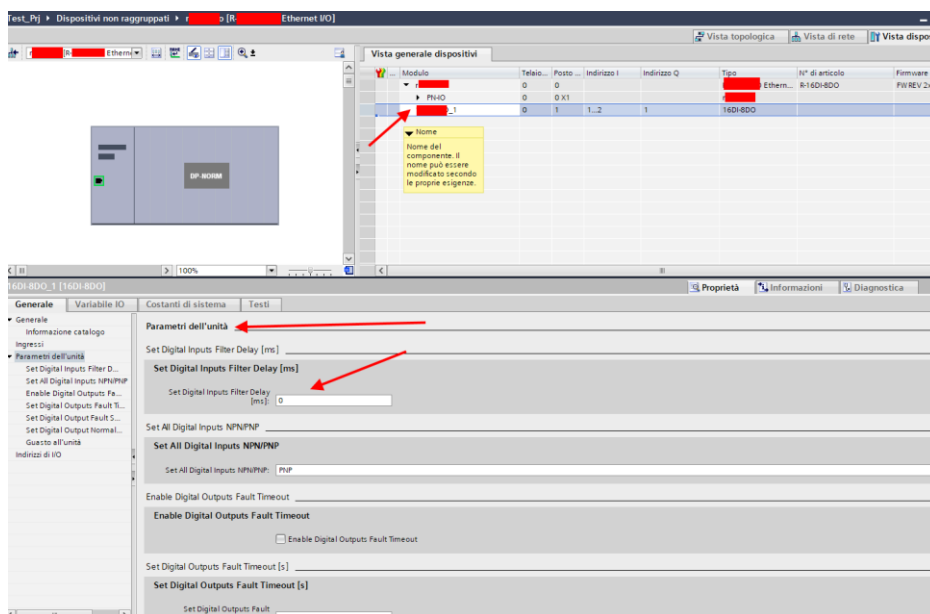 Test_Prj ▸ Dispositivi non raggruppati ▸ r o [R- Ethernet I/O]
Vista topologica Vista di rete Vista dispo
r [R- Ethern
Vista generale dispositivi
... Modulo Telaio... Posto ... Indirizzo I Indirizzo Q Tipo N° di articolo Firmware
r 0 0 Ethern... R-16DI-8DO FW REV 2x
PN-IO 0 0 X1 r
_1 0 1 1...2 1 16DI-8DO
Nome
Nome del
componente. Il
nome può essere
modificato secondo
le proprie esigenze.
DP-NORM
100%
16DI-8DO_1 [16DI-8DO]
Proprietà Informazioni Diagnostica
Generale Variabile IO Costanti di sistema Testi
Generale
Informazione catalogo
Ingressi
Parametri dell'unità
Set Digital Inputs Filter D...
Set All Digital Inputs NPN/PNP
Enable Digital Outputs Fa...
Set Digital Outputs Fault Ti...
Set Digital Output Fault S...
Set Digital Output Normal...
Guasto all'unità
Indirizzi di I/O
Parametri dell'unità
Set Digital Inputs Filter Delay [ms]
Set Digital Inputs Filter Delay [ms]
Set Digital Inputs Filter Delay
[ms]: 0
Set All Digital Inputs NPN/PNP
Set All Digital Inputs NPN/PNP
Set All Digital Inputs NPN/PNP: PNP
Enable Digital Outputs Fault Timeout
Enable Digital Outputs Fault Timeout
Enable Digital Outputs Fault Timeout
Set Digital Outputs Fault Timeout [s]
Set Digital Outputs Fault Timeout [s]
Set Digital Outputs Fault